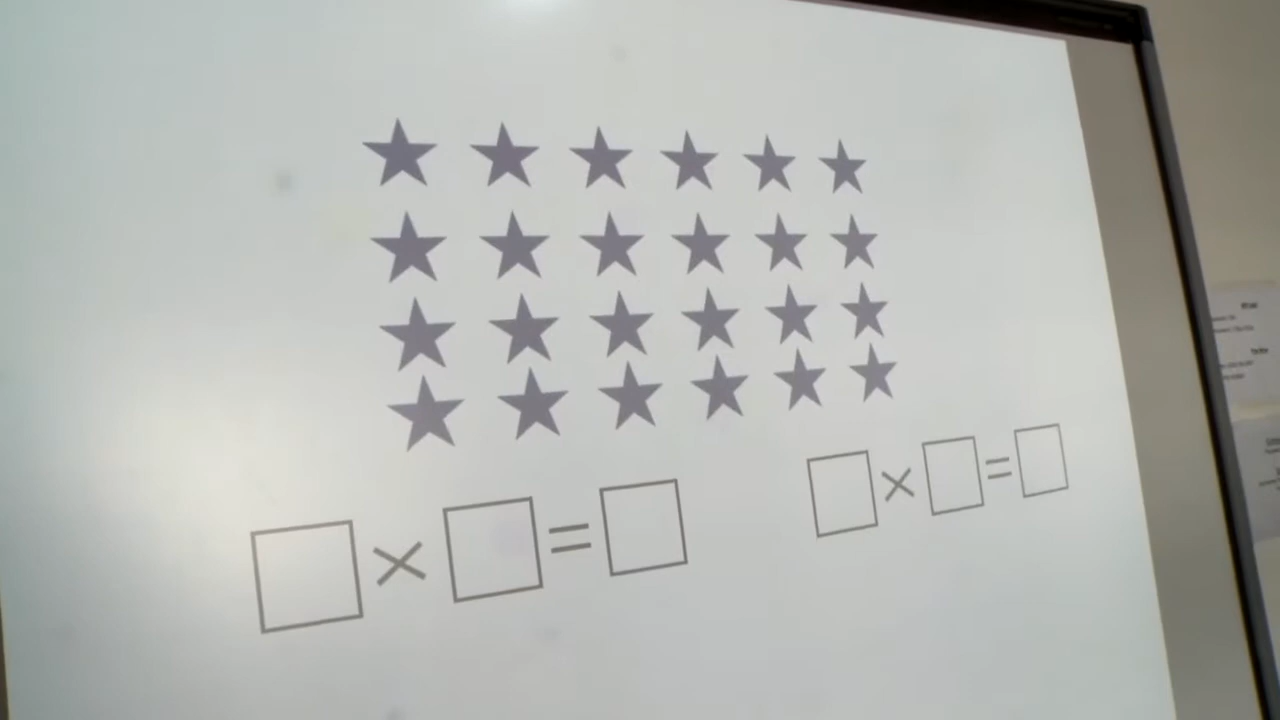 □ × □ = □ □ × □ = □